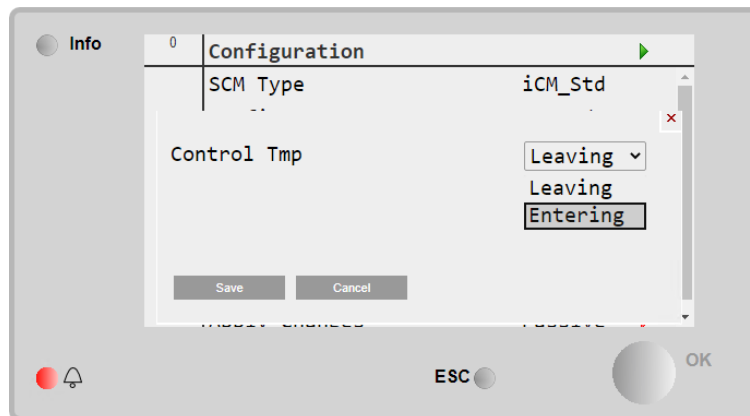 Info
0
Configuration
SCM Type iCM_Std
Control Tmp Leaving
Leaving
Entering
Save Cancel
ESC
OK